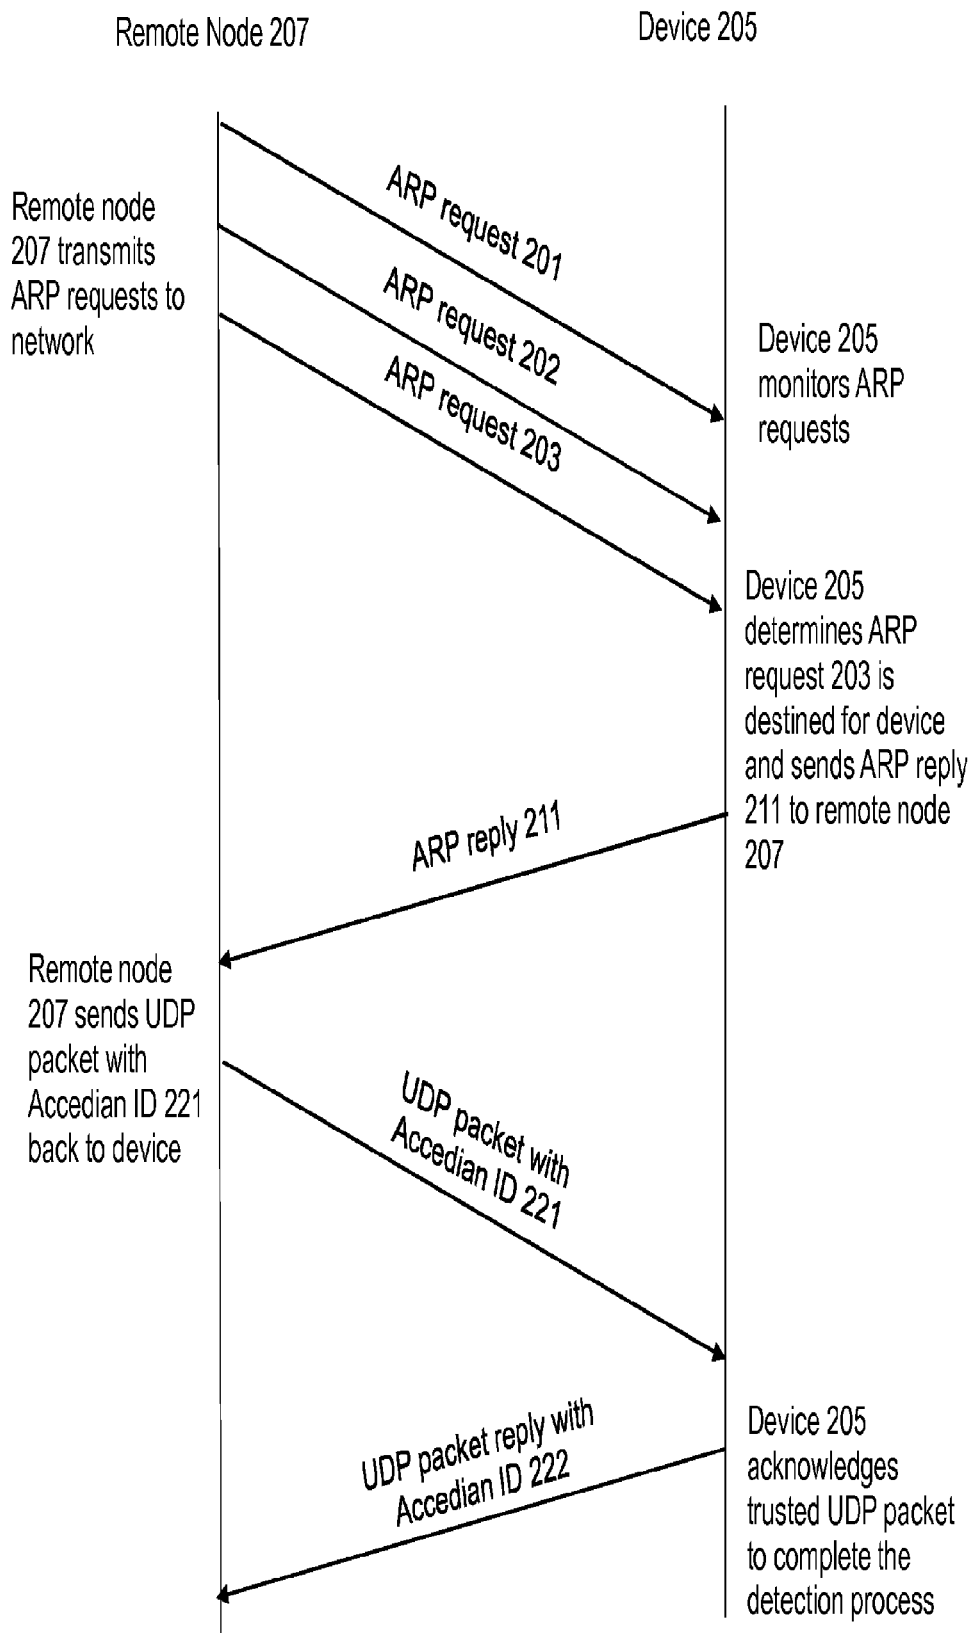 Remote Node 207
Device 205
ARP request 201
Remote node
207 transmits
ARP requests to
network
ARP request 202
ARP request 203
Device 205
monitors ARP
requests
Device 205
determines ARP
request 203 is
destined for device
and sends ARP reply
211 to remote node
207
ARP reply 211
Remote node
207 sends UDP
packet with
Accedian ID 221
back to device
UDP packet with
Accedian ID 221
UDP packet reply with
Accedian ID 222
Device 205
acknowledges
trusted UDP packet
to complete the
detection process